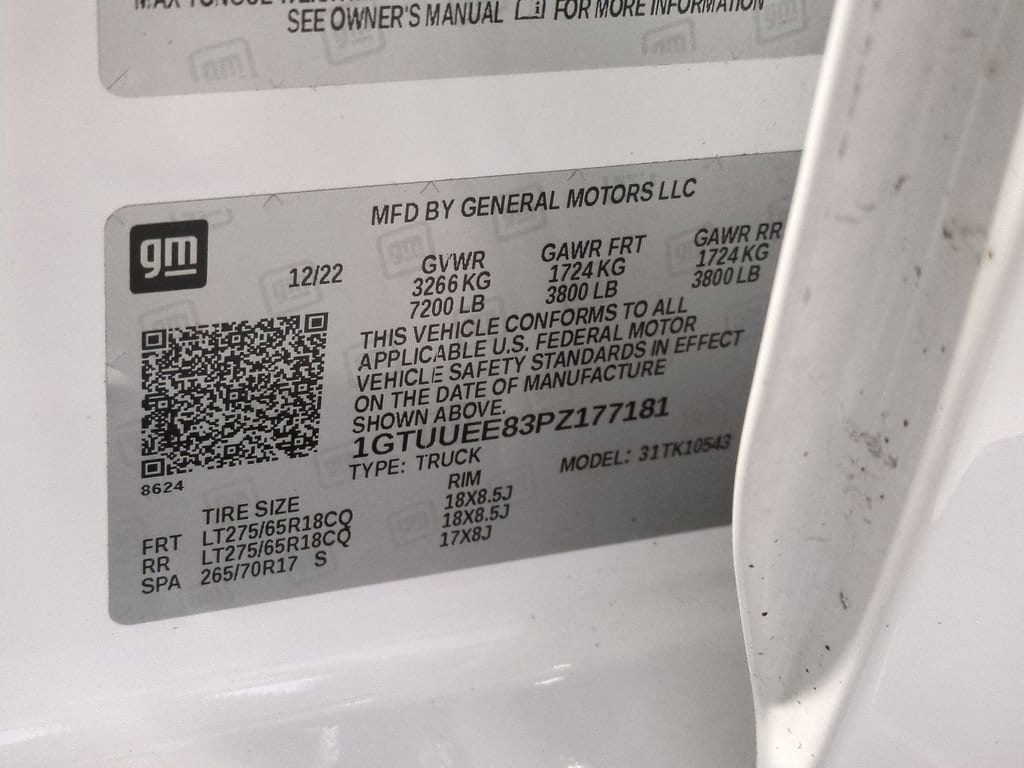 MAX TONGUE
SEE OWNER'S MANUAL FOR MORE INFORMATION
gm
MFD BY GENERAL MOTORS LLC
12/22
GVWR GAWR FRT GAWR RR
3266 KG 1724 KG 1724 KG
7200 LB 3800 LB 3800 LB
THIS VEHICLE CONFORMS TO ALL
APPLICABLE U.S. FEDERAL MOTOR
VEHICLE SAFETY STANDARDS IN EFFECT
ON THE DATE OF MANUFACTURE
SHOWN ABOVE.
1GTUUEE83PZ177181
TYPE: TRUCK MODEL: 31TK10543
8624
TIRE SIZE RIM
FRT LT275/65R18CQ 18X8.5J
RR LT275/65R18CQ 18X8.5J
SPA 265/70R17 S 17X8J